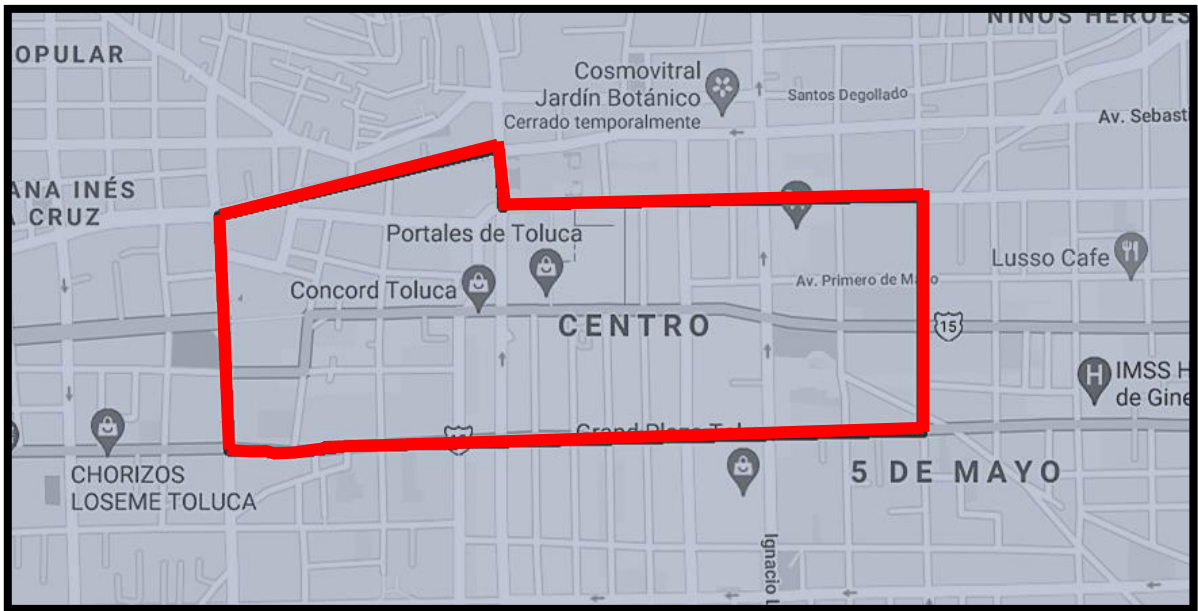 NIÑOS HÉROES
OPULAR
Cosmovitral
Jardín Botánico
Cerrado temporalmente
Santos Degollado
Av. Sebasti
ANA INÉS
CRUZ
Portales de Toluca
Lusso Cafe
Concord Toluca
Av. Primero de Mayo
CENTRO
15
IMSS H
de Gine
H
Grand Plaza Tolu
CHORIZOS
LOSEME TOLUCA
5 DE MAYO
Ignacio L